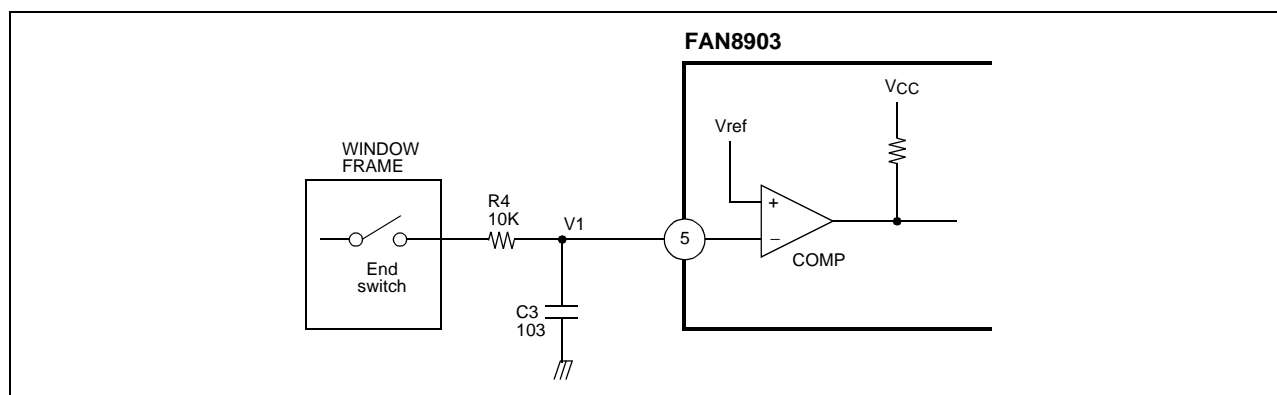 FAN8903
VCC
Vref
WINDOW
FRAME
R4
10K
V1
+
5
–
COMP
End
switch
C3
103